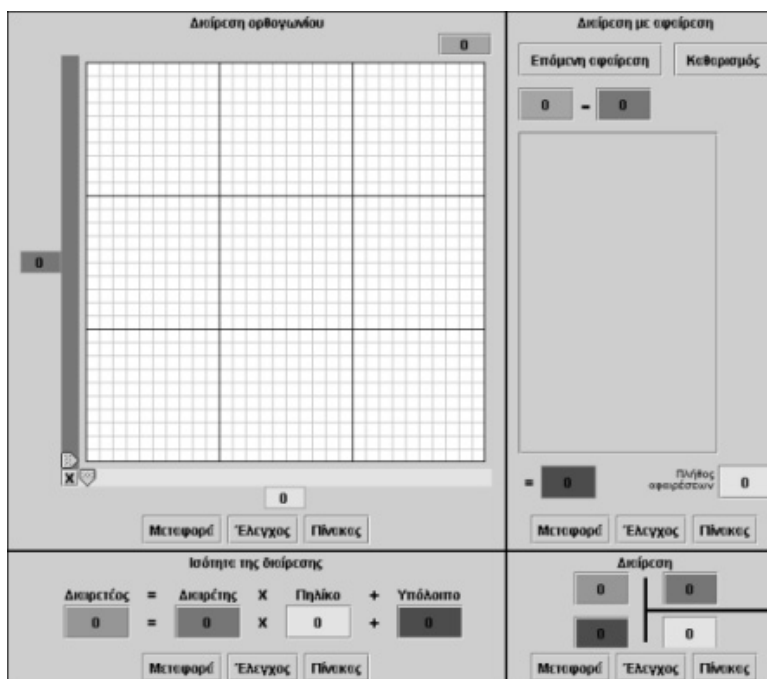 Διαίρεση ορθογωνίου
0
0
X
0
Μεταφορά Έλεγχος Πίνακας
Διαίρεση με αφαίρεση
Επόμενη αφαίρεση Καθαρισμός
0 - 0
= 0 Πλήθος αφαιρέσεων 0
Μεταφορά Έλεγχος Πίνακας
Ισότητα της διαίρεσης
Διαιρετέος = Διαιρέτης X Πηλίκο + Υπόλοιπο
0 = 0 X 0 + 0
Μεταφορά Έλεγχος Πίνακας
Διαίρεση
0 0
0 0
Μεταφορά Έλεγχος Πίνακας